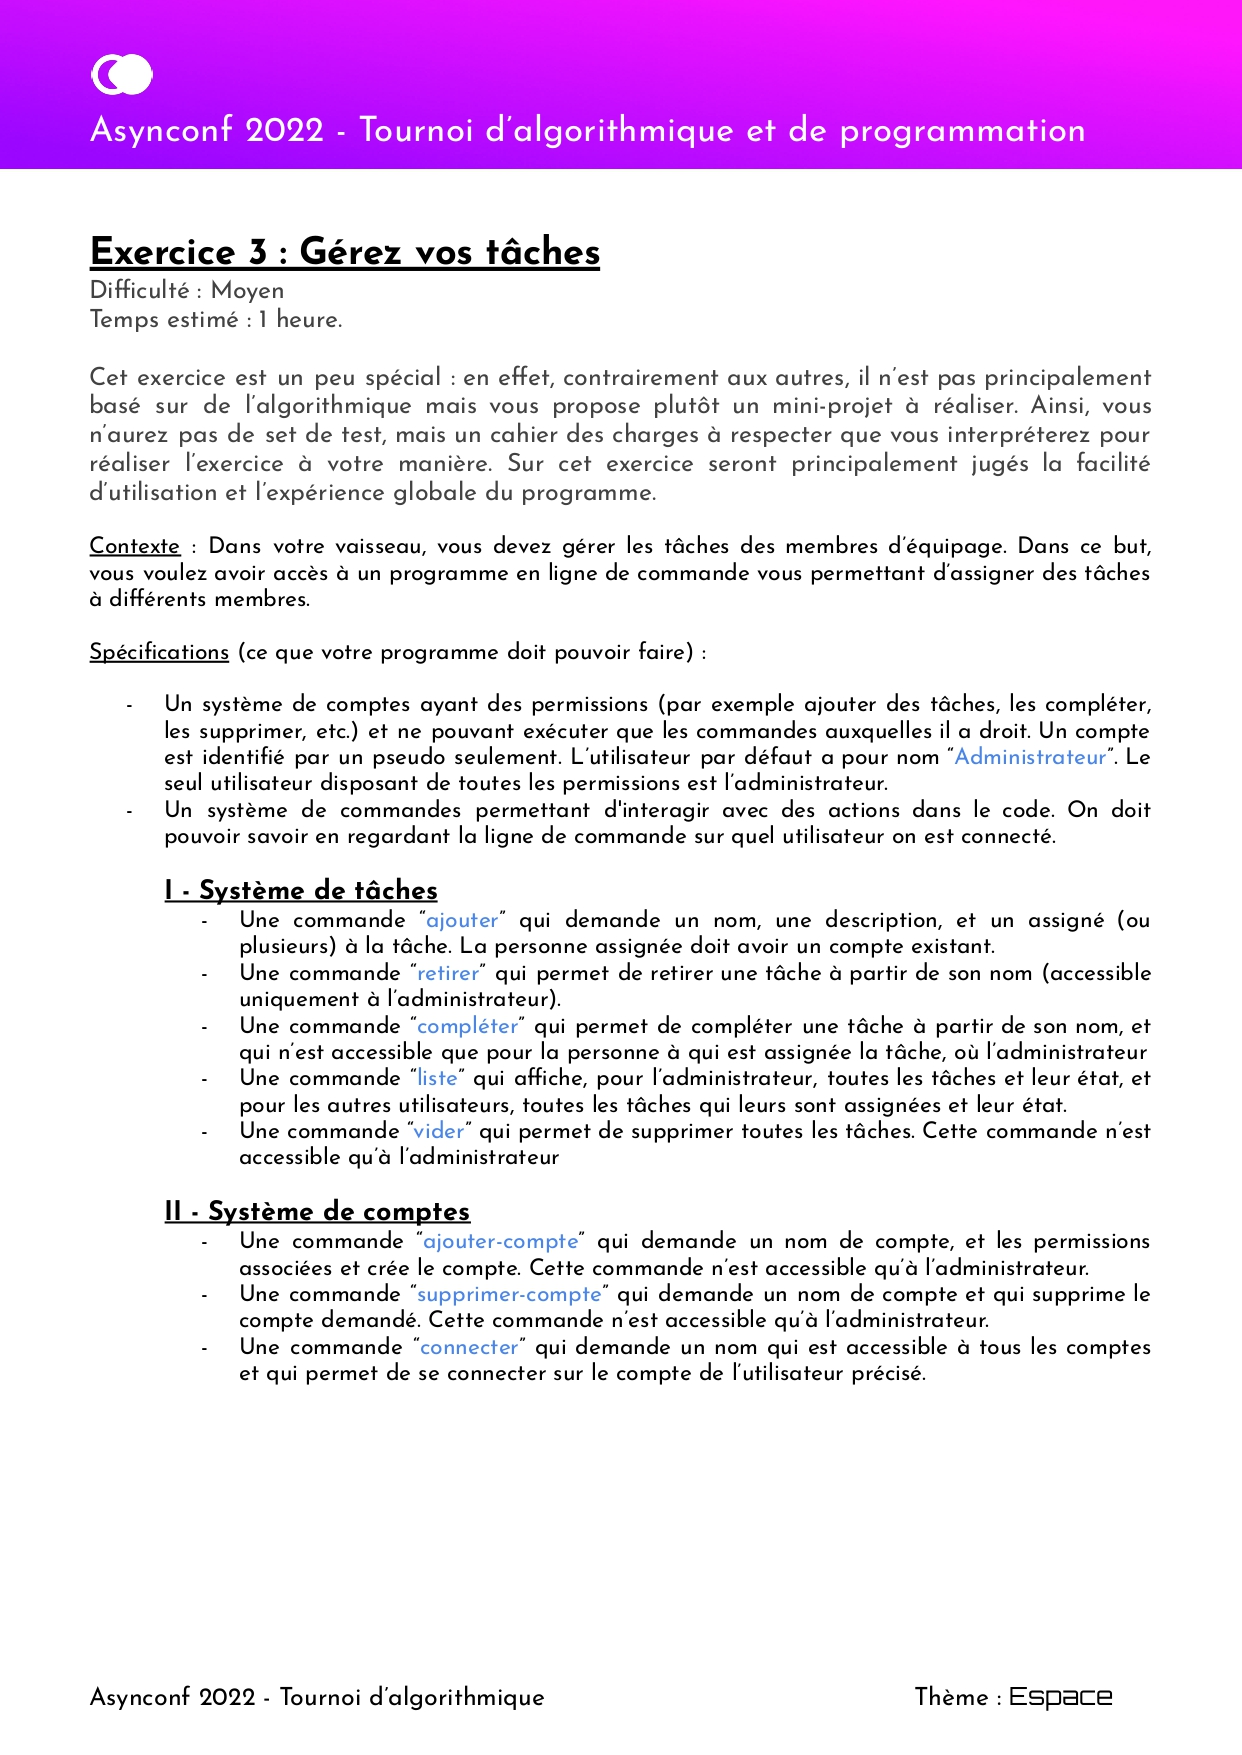 Asynconf 2022 - Tournoi d’algorithmique et de programmation
Exercice 3 : Gérez vos tâches
Difficulté : Moyen
Temps estimé : 1 heure.
Cet exercice est un peu spécial : en effet, contrairement aux autres, il n’est pas principalement
basé sur de l’algorithmique mais vous propose plutôt un mini-projet à réaliser. Ainsi, vous
n’aurez pas de set de test, mais un cahier des charges à respecter que vous interpréterez pour
réaliser l’exercice à votre manière. Sur cet exercice seront principalement jugés la facilité
d’utilisation et l’expérience globale du programme.
Contexte : Dans votre vaisseau, vous devez gérer les tâches des membres d’équipage. Dans ce but,
vous voulez avoir accès à un programme en ligne de commande vous permettant d’assigner des tâches
à différents membres.
Spécifications (ce que votre programme doit pouvoir faire) :
- Un système de comptes ayant des permissions (par exemple ajouter des tâches, les compléter,
les supprimer, etc.) et ne pouvant exécuter que les commandes auxquelles il a droit. Un compte
est identifié par un pseudo seulement. L’utilisateur par défaut a pour nom “Administrateur”. Le
seul utilisateur disposant de toutes les permissions est l’administrateur.
- Un système de commandes permettant d'interagir avec des actions dans le code. On doit
pouvoir savoir en regardant la ligne de commande sur quel utilisateur on est connecté.
I - Système de tâches
- Une commande “ajouter” qui demande un nom, une description, et un assigné (ou
plusieurs) à la tâche. La personne assignée doit avoir un compte existant.
- Une commande “retirer” qui permet de retirer une tâche à partir de son nom (accessible
uniquement à l’administrateur).
- Une commande “compléter” qui permet de compléter une tâche à partir de son nom, et
qui n’est accessible que pour la personne à qui est assignée la tâche, où l’administrateur
- Une commande “liste” qui affiche, pour l’administrateur, toutes les tâches et leur état, et
pour les autres utilisateurs, toutes les tâches qui leurs sont assignées et leur état.
- Une commande “vider” qui permet de supprimer toutes les tâches. Cette commande n’est
accessible qu’à l’administrateur
II - Système de comptes
- Une commande “ajouter-compte” qui demande un nom de compte, et les permissions
associées et crée le compte. Cette commande n’est accessible qu’à l’administrateur.
- Une commande “supprimer-compte” qui demande un nom de compte et qui supprime le
compte demandé. Cette commande n’est accessible qu’à l’administrateur.
- Une commande “connecter” qui demande un nom qui est accessible à tous les comptes
et qui permet de se connecter sur le compte de l’utilisateur précisé.
Asynconf 2022 - Tournoi d’algorithmique Thème : Espace